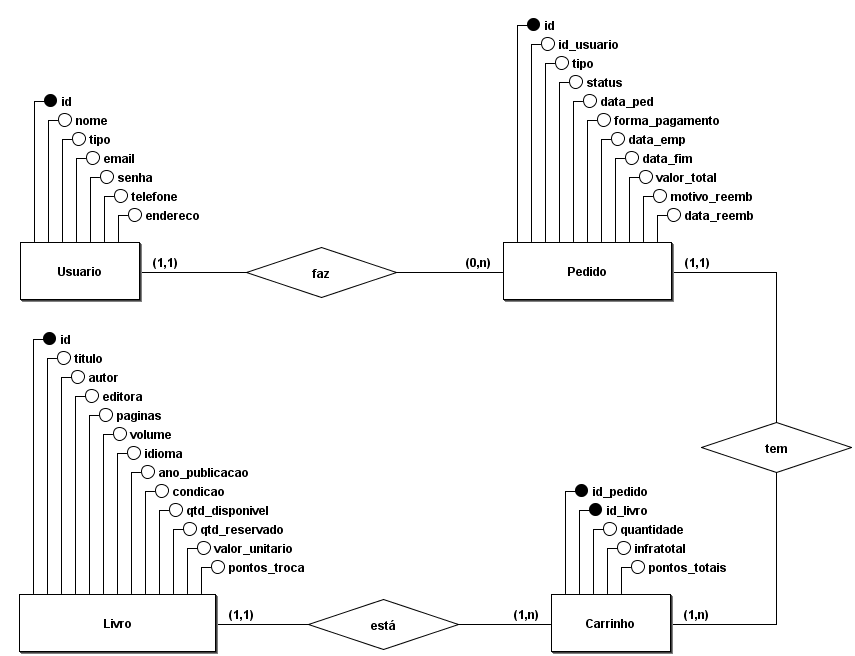 id
nome
tipo
email
senha
telefone
endereco
Usuario
(1,1)
faz
(0,n)
id
id_usuario
tipo
status
data_ped
forma_pagamento
data_emp
data_fim
valor_total
motivo_reemb
data_reemb
Pedido
(1,1)
tem
id
titulo
autor
editora
paginas
volume
idioma
ano_publicacao
condicao
qtd_disponivel
qtd_reservado
valor_unitario
pontos_troca
Livro
(1,1)
está
(1,n)
id_pedido
id_livro
quantidade
infratotal
pontos_totais
Carrinho
(1,n)